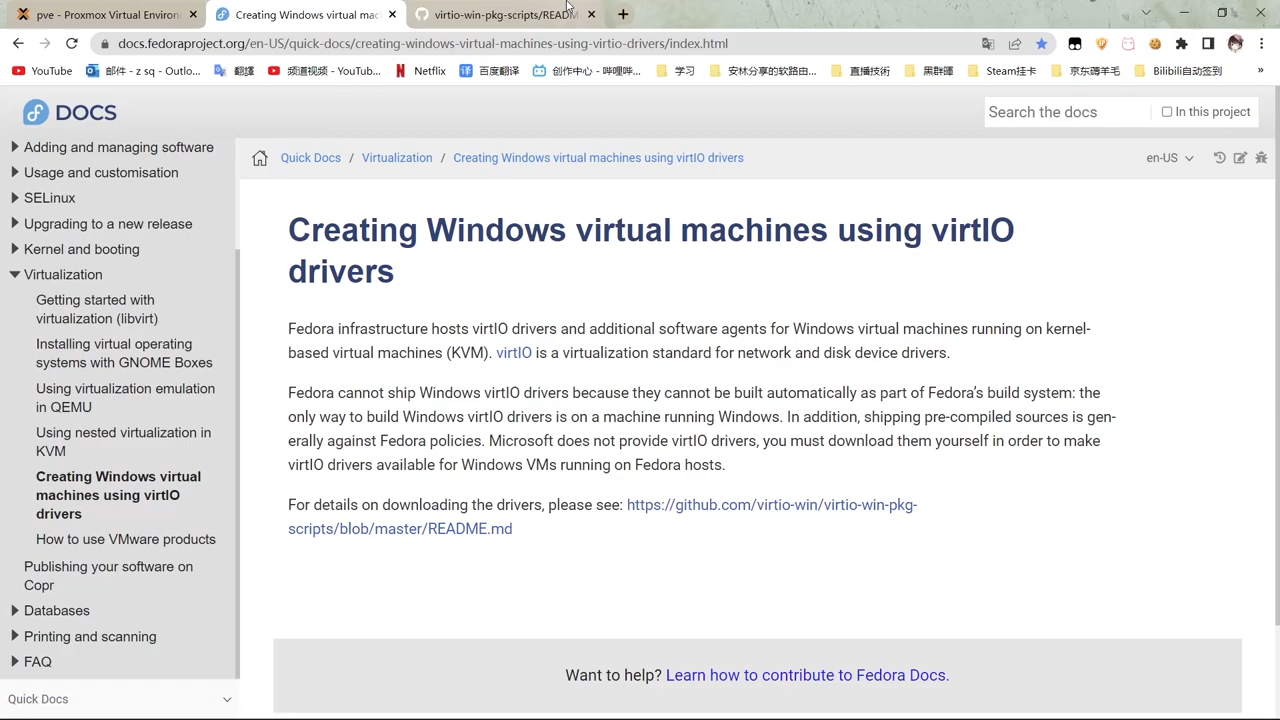 pve - Proxmox Virtual Environ
Creating Windows virtual mac
virtio-win-pkg-scripts/READM
docs.fedoraproject.org/en-US/quick-docs/creating-windows-virtual-machines-using-virtio-drivers/index.html
YouTube
邮件 - z sq - Outlo...
翻譯
频道视频 - YouTub...
Netflix
百度翻译
创作中心 - 哔哩哔...
学习
安林分享的软路由...
直播技術
黑群暉
Steam挂卡
京东薅羊毛
Bilibili自动签到
»
DOCS
Search the docs
In this project
Adding and managing software
Usage and customisation
SELinux
Upgrading to a new release
Kernel and booting
Virtualization
Getting started with
virtualization (libvirt)
Installing virtual operating
systems with GNOME Boxes
Using virtualization emulation
in QEMU
Using nested virtualization in
KVM
Creating Windows virtual
machines using virtIO
drivers
How to use VMware products
Publishing your software on
Copr
Databases
Printing and scanning
FAQ
Quick Docs
Quick Docs / Virtualization / Creating Windows virtual machines using virtIO drivers
en-US
Creating Windows virtual machines using virtIO
drivers
Fedora infrastructure hosts virtIO drivers and additional software agents for Windows virtual machines running on kernel-
based virtual machines (KVM). virtIO is a virtualization standard for network and disk device drivers.
Fedora cannot ship Windows virtIO drivers because they cannot be built automatically as part of Fedora’s build system: the
only way to build Windows virtIO drivers is on a machine running Windows. In addition, shipping pre-compiled sources is gen-
erally against Fedora policies. Microsoft does not provide virtIO drivers, you must download them yourself in order to make
virtIO drivers available for Windows VMs running on Fedora hosts.
For details on downloading the drivers, please see: https://github.com/virtio-win/virtio-win-pkg-
scripts/blob/master/README.md
Want to help? Learn how to contribute to Fedora Docs.